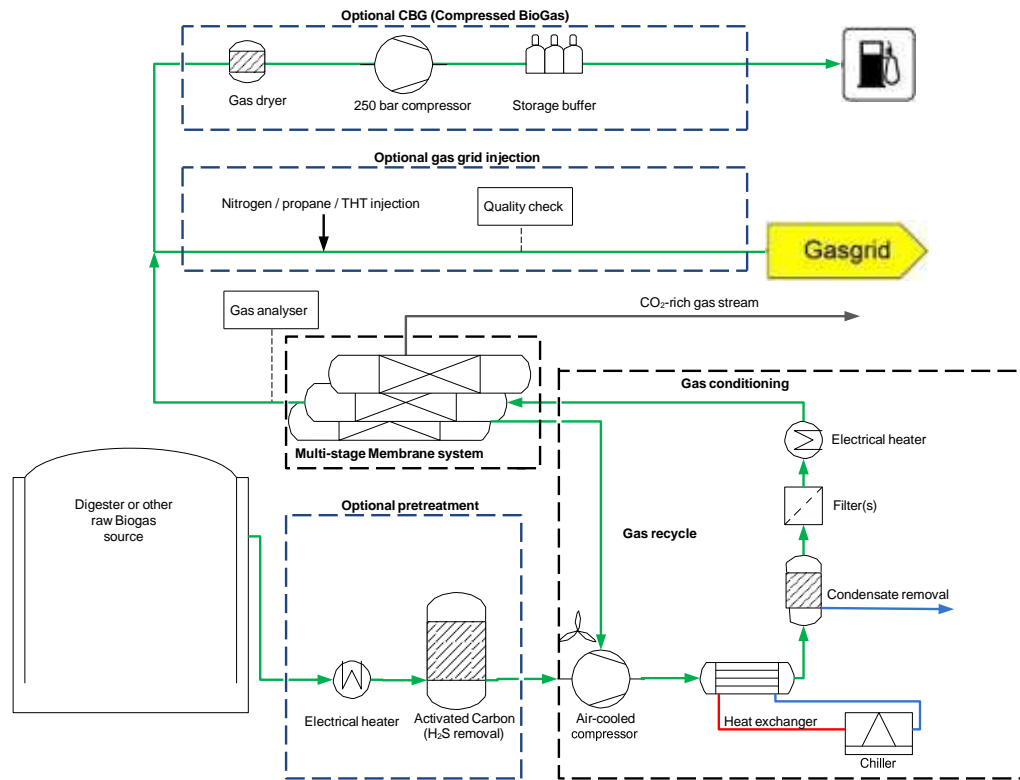 Optional CBG (Compressed BioGas)
Gas dryer
250 bar compressor
Storage buffer
Optional gas grid injection
Nitrogen / propane / THT injection
Quality check
Gasgrid
Gas analyser
CO₂-rich gas stream
Gas conditioning
Electrical heater
Multi-stage Membrane system
Digester or other
raw Biogas
source
Optional pretreatment
Filter(s)
Gas recycle
Condensate removal
Electrical heater
Activated Carbon
(H₂S removal)
Air-cooled
compressor
Heat exchanger
Chiller